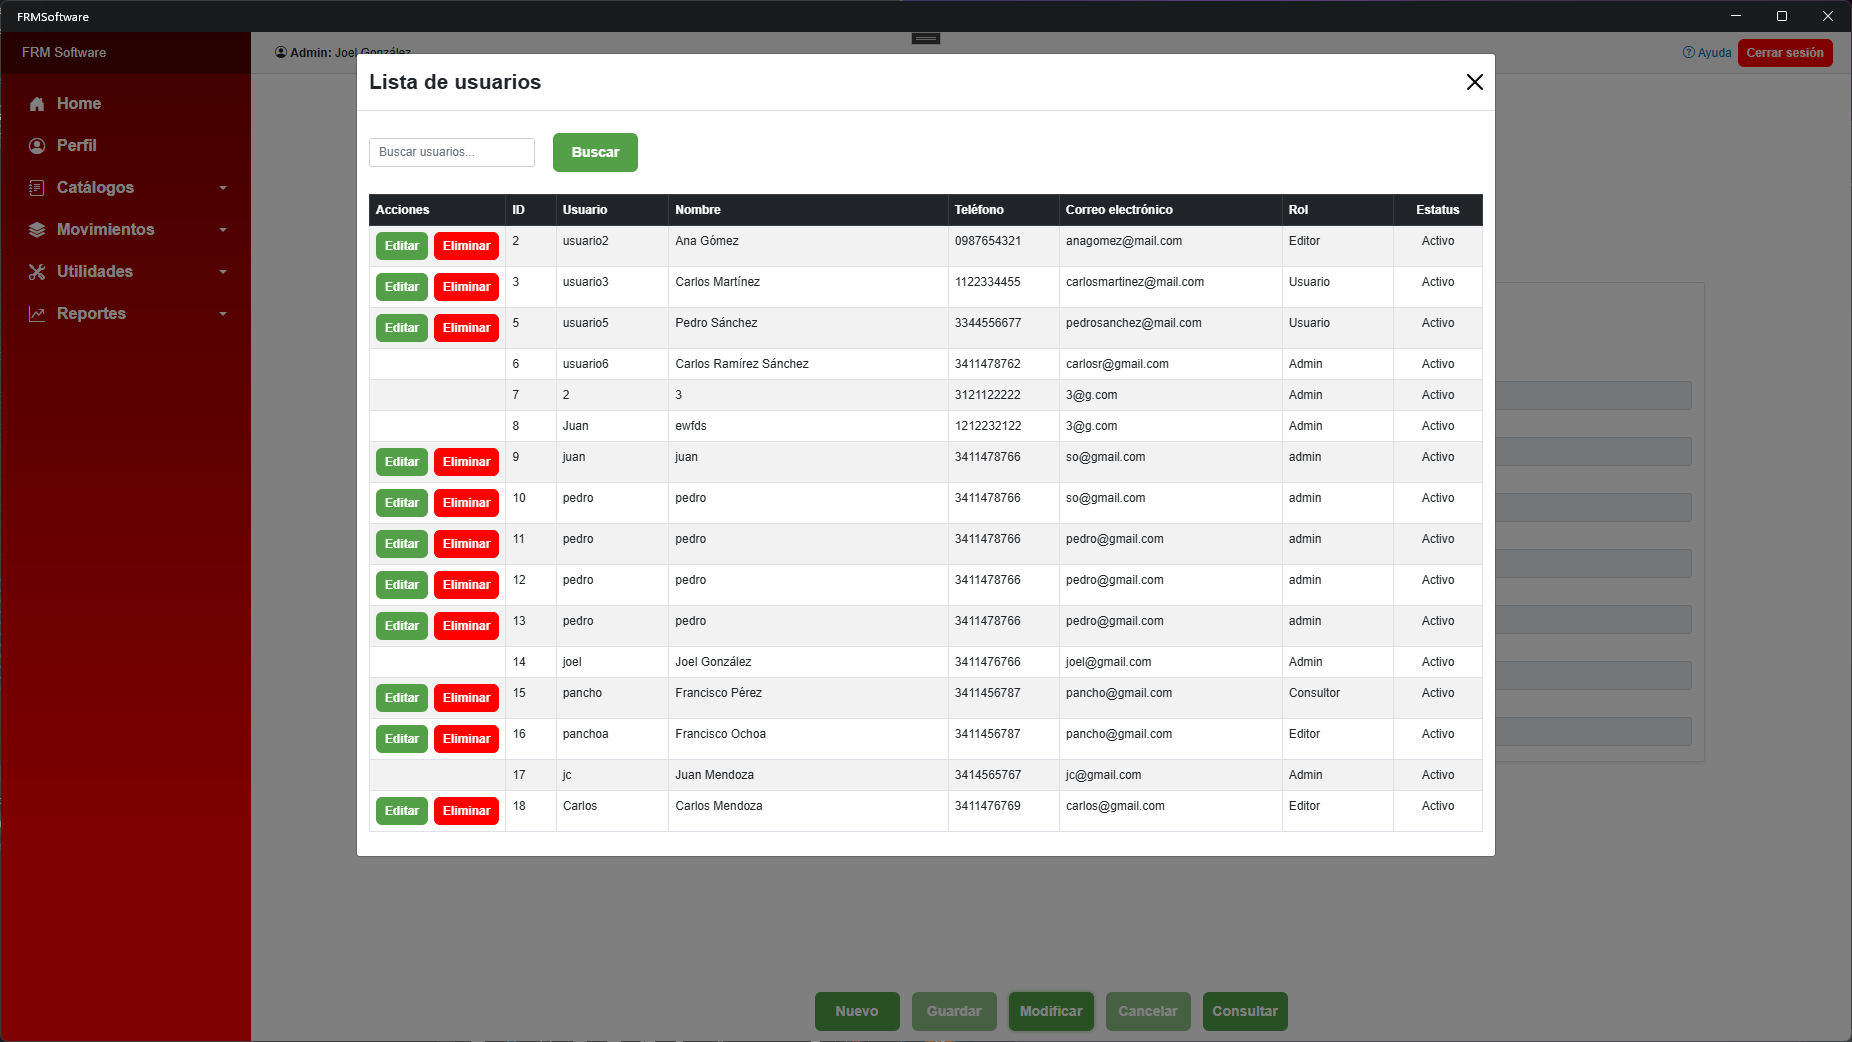 FRMSoftware
FRM Software
Admin: Joel González
Ayuda
Cerrar sesión
Home
Perfil
Catálogos
Movimientos
Utilidades
Reportes
Lista de usuarios
Buscar usuarios...
Buscar
Acciones ID Usuario Nombre Teléfono Correo electrónico Rol Estatus
Editar Eliminar 2 usuario2 Ana Gómez 0987654321 anagomez@mail.com Editor Activo
Editar Eliminar 3 usuario3 Carlos Martínez 1122334455 carlosmartinez@mail.com Usuario Activo
Editar Eliminar 5 usuario5 Pedro Sánchez 3344556677 pedrosanchez@mail.com Usuario Activo
6 usuario6 Carlos Ramírez Sánchez 3411478762 carlosr@gmail.com Admin Activo
7 2 3 3121122222 3@g.com Admin Activo
8 Juan ewfds 1212232122 3@g.com Admin Activo
Editar Eliminar 9 juan juan 3411478766 so@gmail.com admin Activo
Editar Eliminar 10 pedro pedro 3411478766 so@gmail.com admin Activo
Editar Eliminar 11 pedro pedro 3411478766 pedro@gmail.com admin Activo
Editar Eliminar 12 pedro pedro 3411478766 pedro@gmail.com admin Activo
Editar Eliminar 13 pedro pedro 3411478766 pedro@gmail.com admin Activo
14 joel Joel González 3411476766 joel@gmail.com Admin Activo
Editar Eliminar 15 pancho Francisco Pérez 3411456787 pancho@gmail.com Consultor Activo
Editar Eliminar 16 panchoa Francisco Ochoa 3411456787 pancho@gmail.com Editor Activo
17 jc Juan Mendoza 3414565767 jc@gmail.com Admin Activo
Editar Eliminar 18 Carlos Carlos Mendoza 3411476769 carlos@gmail.com Editor Activo
Nuevo Guardar Modificar Cancelar Consultar